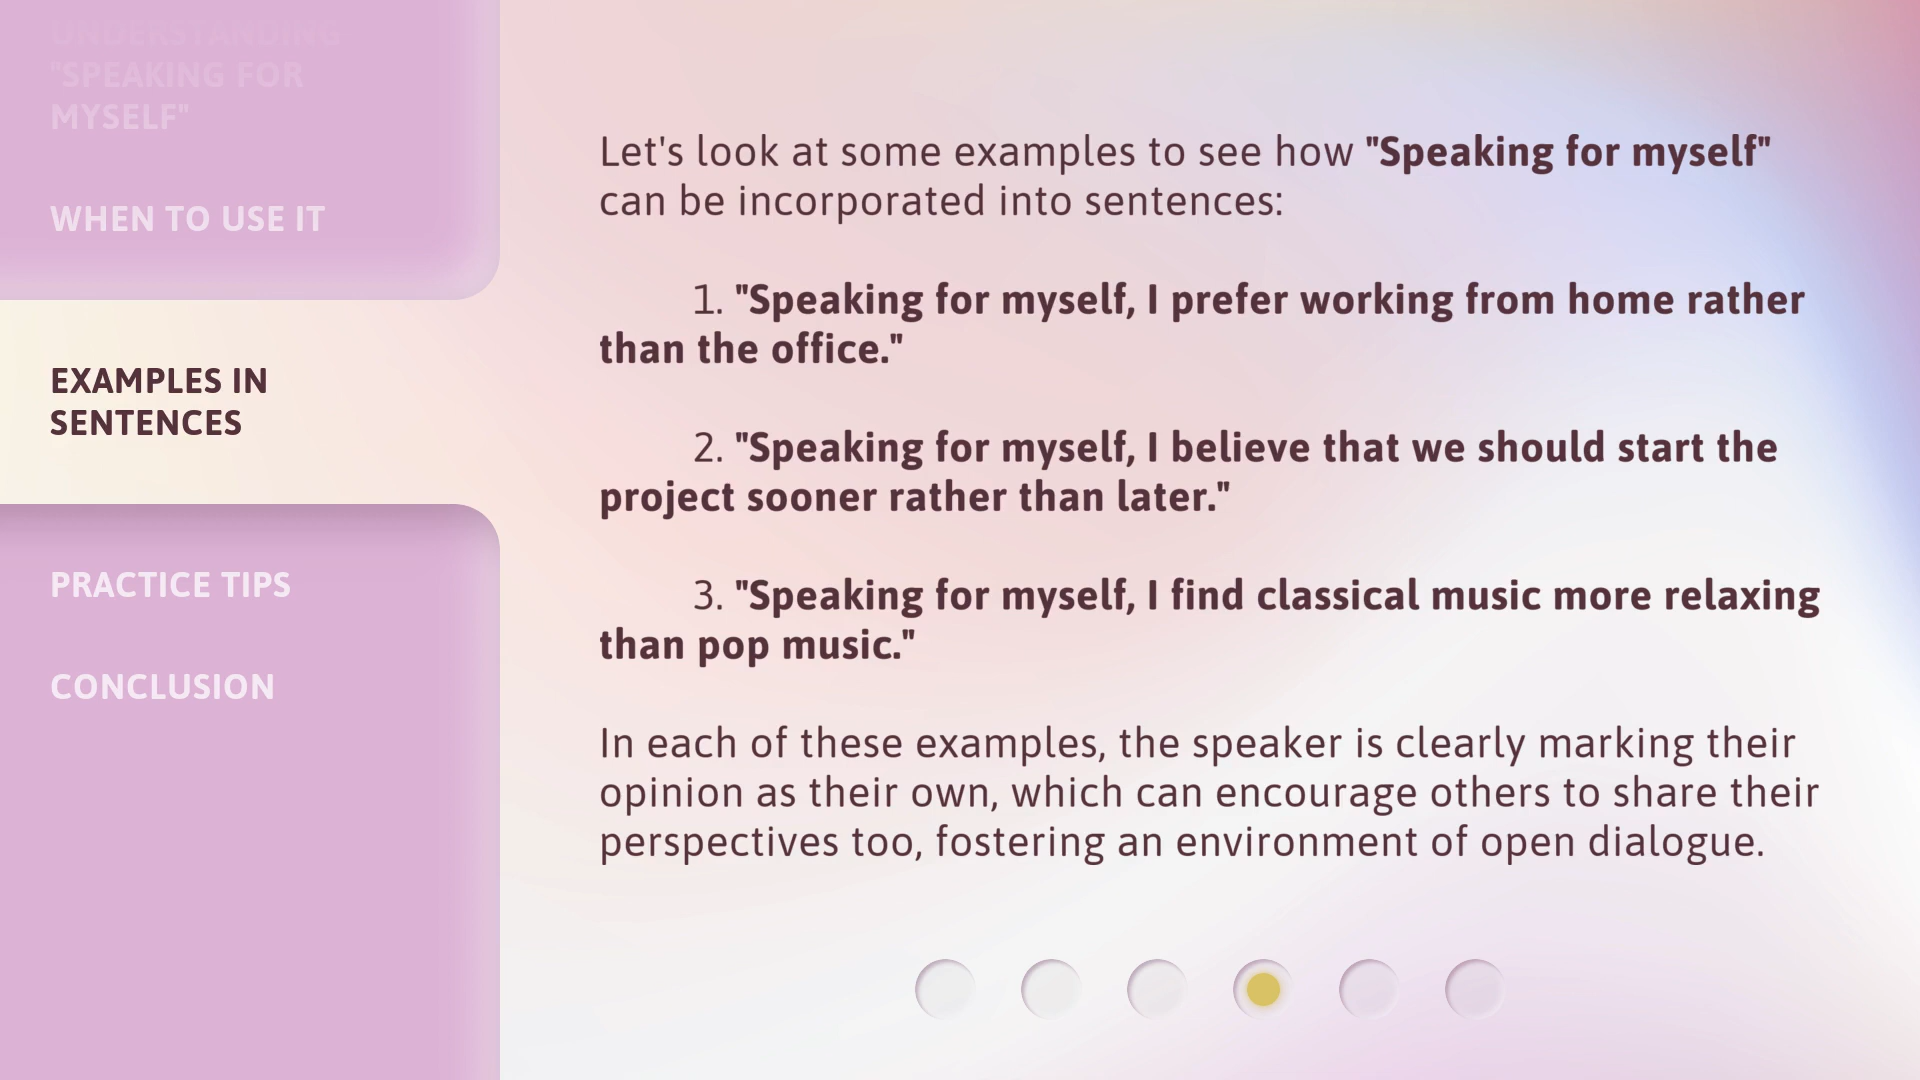 UNDERSTANDING
"SPEAKING FOR
MYSELF"
WHEN TO USE IT
EXAMPLES IN
SENTENCES
PRACTICE TIPS
CONCLUSION
Let's look at some examples to see how "Speaking for myself"
can be incorporated into sentences:
1. "Speaking for myself, I prefer working from home rather
than the office."
2. "Speaking for myself, I believe that we should start the
project sooner rather than later."
3. "Speaking for myself, I find classical music more relaxing
than pop music."
In each of these examples, the speaker is clearly marking their
opinion as their own, which can encourage others to share their
perspectives too, fostering an environment of open dialogue.